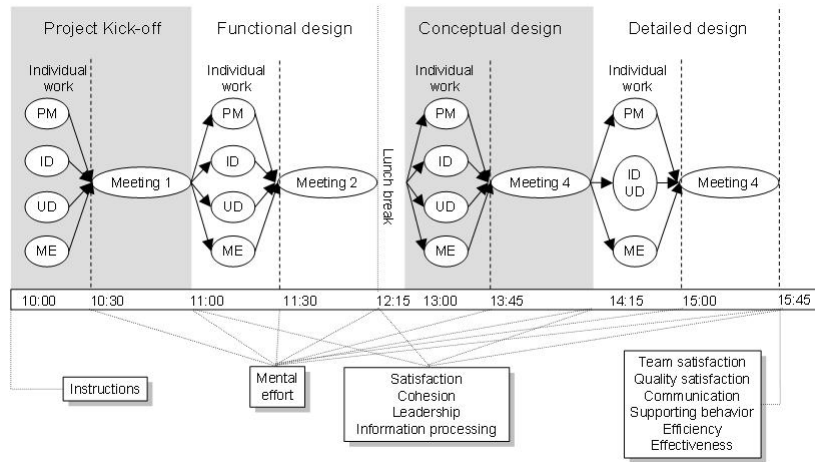 Project Kick-off
Functional design
Conceptual design
Detailed design
Individual
work
PM
ID
UD
ME
Meeting 1
Individual
work
PM
ID
UD
ME
Meeting 2
Lunch break
Individual
work
PM
ID
UD
ME
Meeting 4
Individual
work
PM
ID
UD
ME
Meeting 4
10:00 10:30 11:00 11:30 12:15 13:00 13:45 14:15 15:00 15:45
Instructions
Mental
effort
Satisfaction
Cohesion
Leadership
Information processing
Team satisfaction
Quality satisfaction
Communication
Supporting behavior
Efficiency
Effectiveness